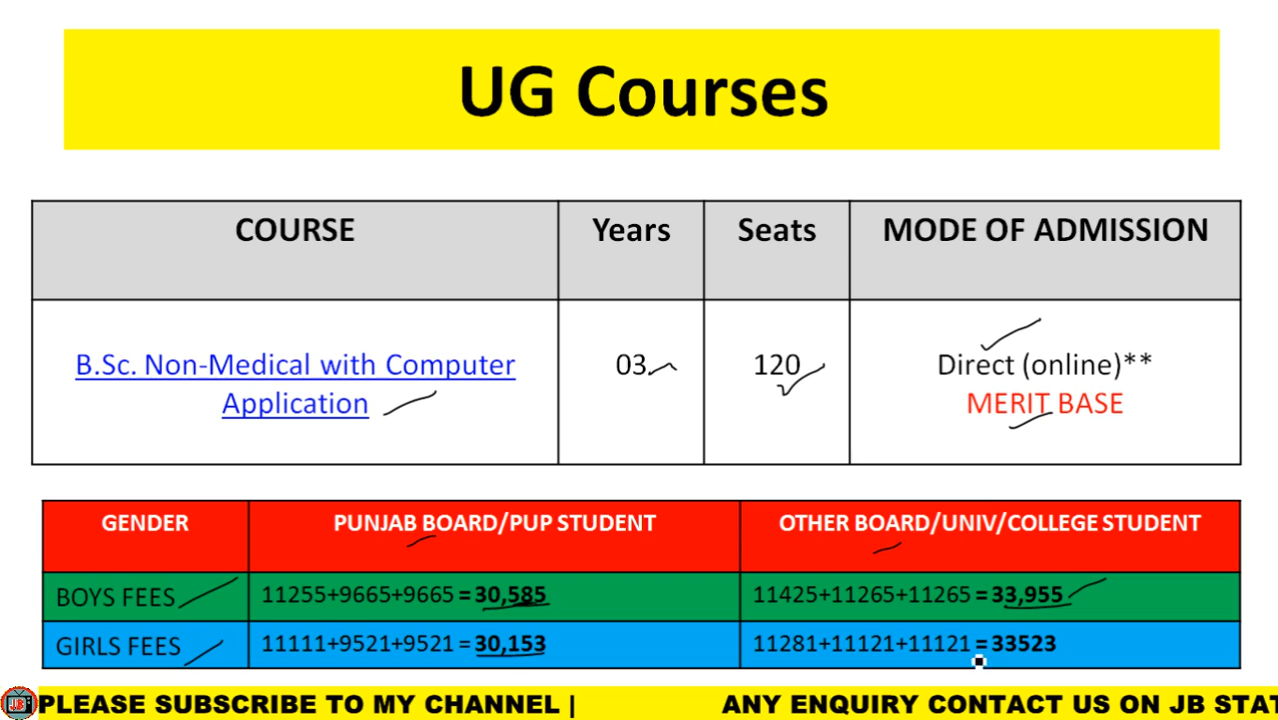 UG Courses
COURSE Years Seats MODE OF ADMISSION
B.Sc. Non-Medical with Computer
Application
03
120
Direct (online)**
MERIT BASE
GENDER PUNJAB BOARD/PUP STUDENT OTHER BOARD/UNIV/COLLEGE STUDENT
BOYS FEES 11255+9665+9665 = 30,585 11425+11265+11265 = 33,955
GIRLS FEES 11111+9521+9521 = 30,153 11281+11121+11121 = 33523
JB PLEASE SUBSCRIBE TO MY CHANNEL | ANY ENQUIRY CONTACT US ON JB STAT